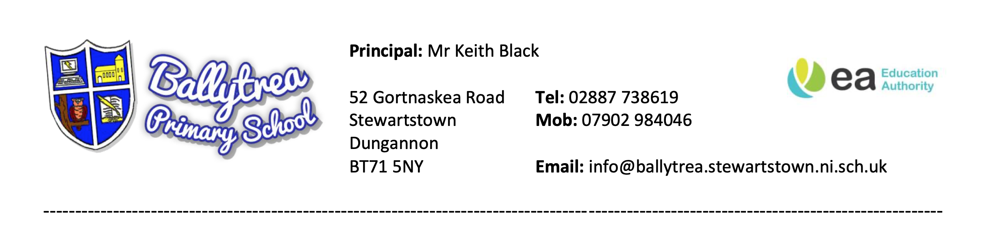 Ballytrea
Primary School
Principal: Mr Keith Black
52 Gortnaskea Road
Stewartstown
Dungannon
BT71 5NY
Tel: 02887 738619
Mob: 07902 984046
Email: info@ballytrea.stewartstown.ni.sch.uk
ea Education
Authority